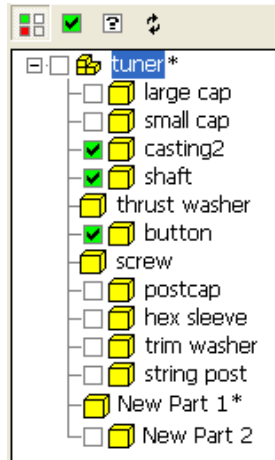 tuner*
large cap
small cap
casting2
shaft
thrust washer
button
screw
postcap
hex sleeve
trim washer
string post
New Part 1*
New Part 2